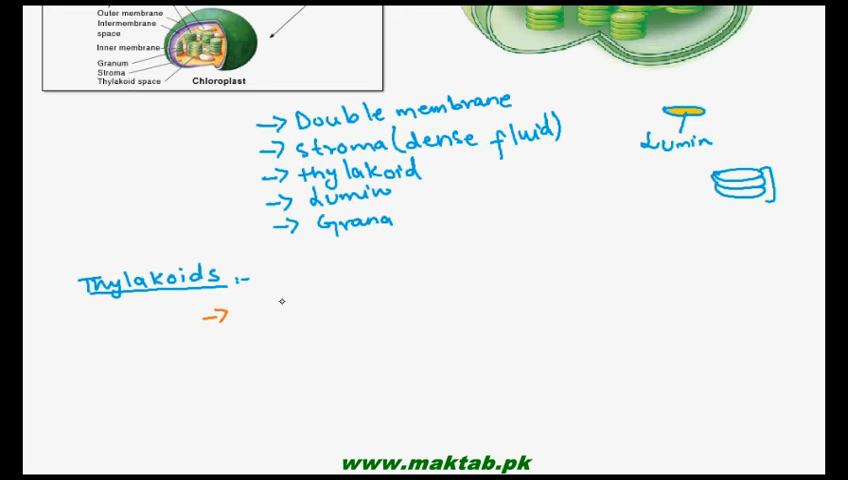 Outer membrane
Intermembrane
space
Inner membrane
Granum
Stroma
Thylakoid space
Chloroplast
→ Double membrane
→ stroma (dense fluid)
→ thylakoid
→ Lumin
→ Grana
Lumin
Thylakoids :-
→
www.maktab.pk